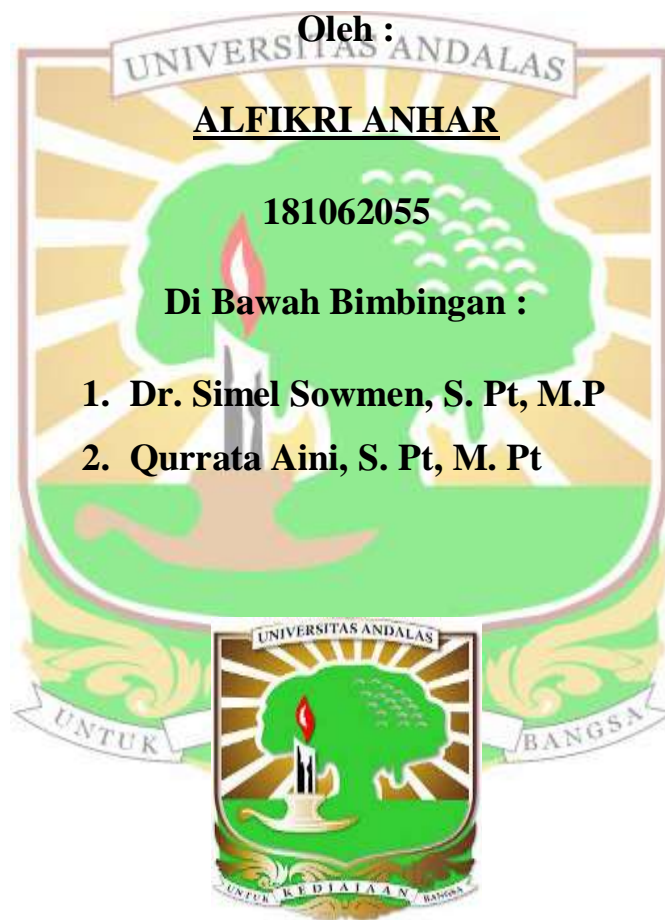 Oleh :
UNIVERSITAS ANDALAS
ALFIKRI ANHAR
181062055
Di Bawah Bimbingan :
1. Dr. Simel Sowmen, S. Pt, M.P
2. Qurrata Aini, S. Pt, M. Pt
UNIVERSITAS ANDALAS
UNTUK BANGSA
UNTUK KEDJAJAAN BANGSA